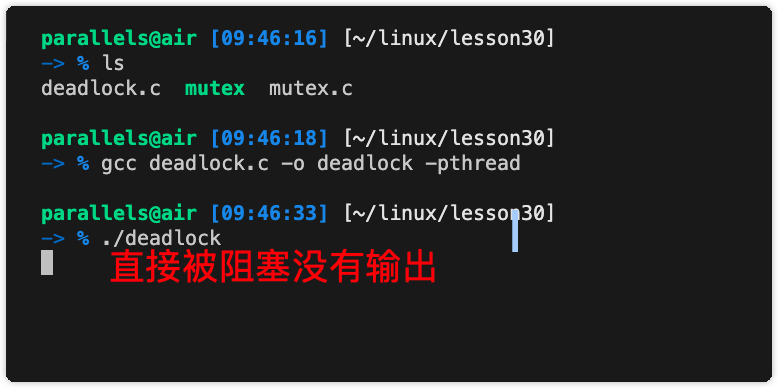 parallels@air [09:46:16] [~/linux/lesson30]
-> % ls
deadlock.c  mutex  mutex.c
parallels@air [09:46:18] [~/linux/lesson30]
-> % gcc deadlock.c -o deadlock -pthread
parallels@air [09:46:33] [~/linux/lesson30]
-> % ./deadlock
直接被阻塞没有输出